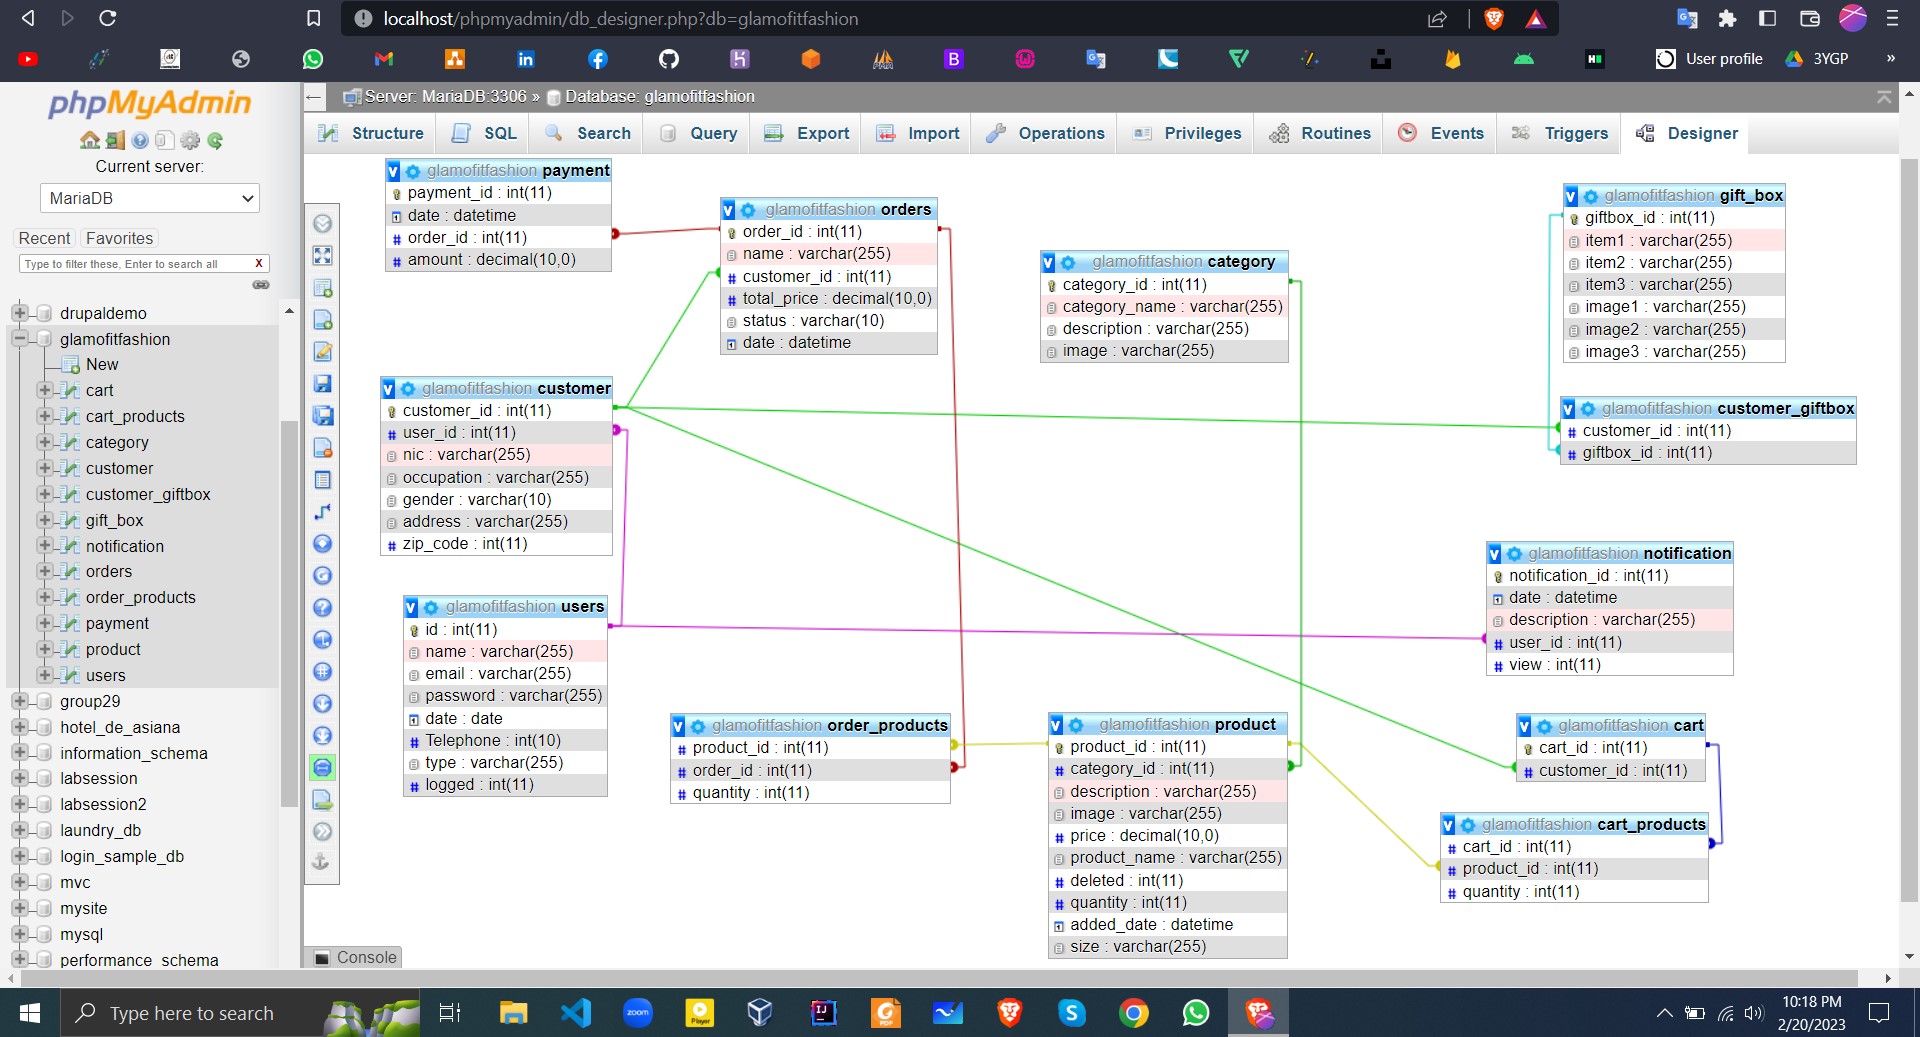 localhost/phpmyadmin/db_designer.php?db=glamofitfashion
User profile
3YGP
»
phpMyAdmin
Current server:
MariaDB
Recent
Favorites
Type to filter these, Enter to search all
X
drupaldemo
glamofitfashion
New
cart
cart_products
category
customer
customer_giftbox
gift_box
notification
orders
order_products
payment
product
users
group29
hotel_de_asiana
information_schema
labsession
labsession2
laundry_db
login_sample_db
mvc
mysite
mysql
performance_schema
Server: MariaDB:3306 » Database: glamofitfashion
Structure
SQL
Search
Query
Export
Import
Operations
Privileges
Routines
Events
Triggers
Designer
v glamofitfashion payment
payment_id : int(11)
date : datetime
# order_id : int(11)
# amount : decimal(10,0)
v glamofitfashion orders
order_id : int(11)
name : varchar(255)
# customer_id : int(11)
# total_price : decimal(10,0)
status : varchar(10)
date : datetime
v glamofitfashion category
category_id : int(11)
category_name : varchar(255)
description : varchar(255)
image : varchar(255)
v glamofitfashion gift_box
giftbox_id : int(11)
item1 : varchar(255)
item2 : varchar(255)
item3 : varchar(255)
image1 : varchar(255)
image2 : varchar(255)
image3 : varchar(255)
v glamofitfashion customer
customer_id : int(11)
# user_id : int(11)
nic : varchar(255)
occupation : varchar(255)
gender : varchar(10)
address : varchar(255)
# zip_code : int(11)
v glamofitfashion customer_giftbox
# customer_id : int(11)
# giftbox_id : int(11)
v glamofitfashion notification
notification_id : int(11)
date : datetime
description : varchar(255)
# user_id : int(11)
# view : int(11)
v glamofitfashion users
id : int(11)
name : varchar(255)
email : varchar(255)
password : varchar(255)
date : date
# Telephone : int(10)
type : varchar(255)
# logged : int(11)
v glamofitfashion order_products
# product_id : int(11)
# order_id : int(11)
# quantity : int(11)
v glamofitfashion product
product_id : int(11)
# category_id : int(11)
description : varchar(255)
image : varchar(255)
# price : decimal(10,0)
product_name : varchar(255)
# deleted : int(11)
# quantity : int(11)
added_date : datetime
size : varchar(255)
v glamofitfashion cart
cart_id : int(11)
# customer_id : int(11)
v glamofitfashion cart_products
# cart_id : int(11)
# product_id : int(11)
# quantity : int(11)
Console
Type here to search
zoom
Player
IJ
PDF
10:18 PM
2/20/2023